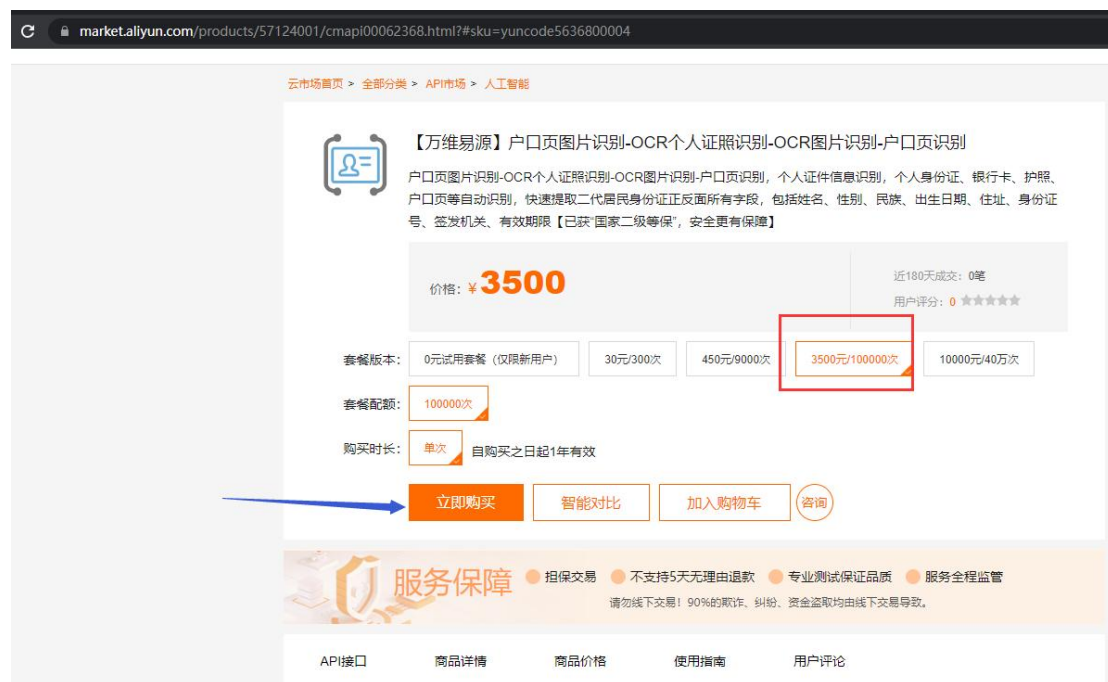 market.aliyun.com/products/57124001/cmapi00062368.html?#sku=yuncode5636800004
云市场首页 > 全部分类 > API市场 > 人工智能
【万维易源】户口页图片识别-OCR个人证照识别-OCR图片识别-户口页识别
户口页图片识别-OCR个人证照识别-OCR图片识别-户口页识别，个人证件信息识别，个人身份证、银行卡、护照、
户口页等自动识别，快速提取二代居民身份证正反面所有字段，包括姓名、性别、民族、出生日期、住址、身份证
号、签发机关、有效期限【已获“国家二级等保”，安全更有保障】
价格：¥3500
近180天成交：0笔
用户评分：0
套餐版本： 0元试用套餐（仅限新用户） 30元/300次 450元/9000次 3500元/100000次 10000元/40万次
套餐配额： 100000次
购买时长： 单次 自购买之日起1年有效
立即购买 智能对比 加入购物车 咨询
服务保障 担保交易 不支持5天无理由退款 专业测试保证品质 服务全程监管
请勿线下交易！90%的欺诈、纠纷、资金盗取均由线下交易导致。
API接口 商品详情 商品价格 使用指南 用户评论